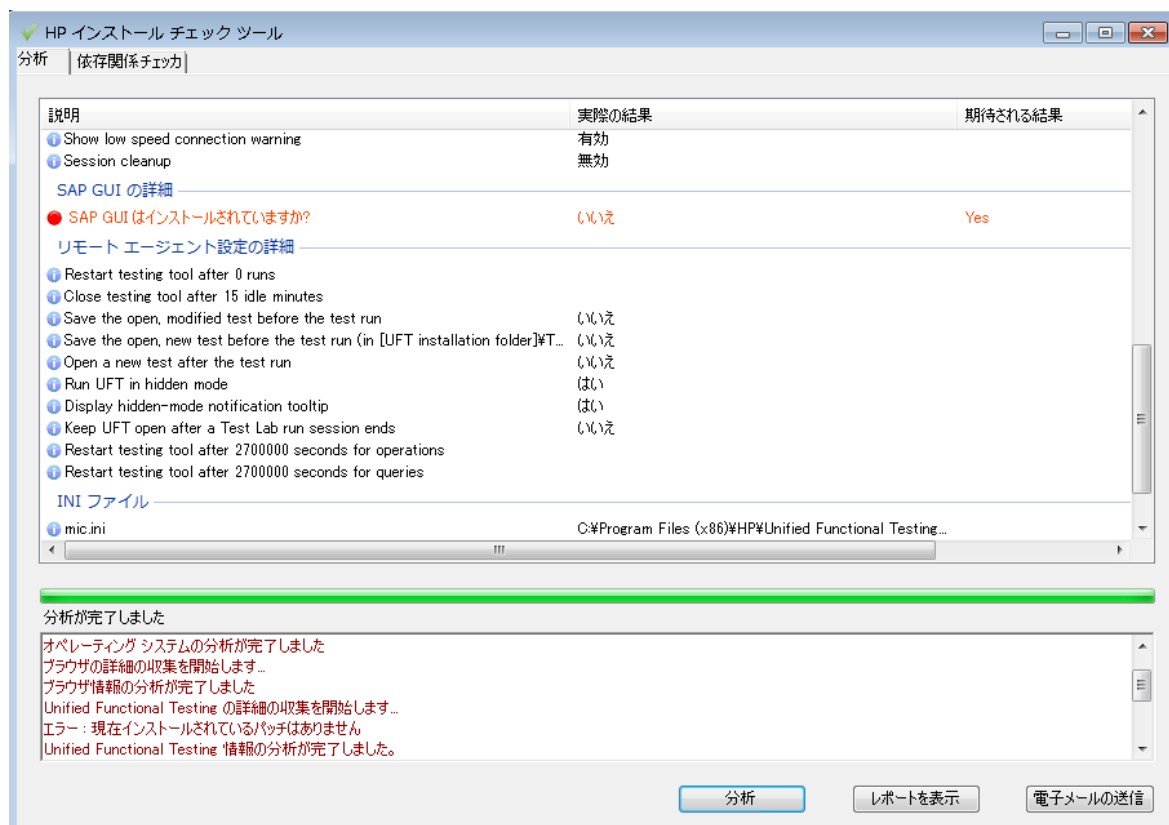 HP インストール チェック ツール
分析 依存関係チェッカ
説明 実際の結果 期待される結果
Show low speed connection warning 有効
Session cleanup 無効
SAP GUI の詳細
SAP GUI はインストールされていますか? いいえ Yes
リモート エージェント設定の詳細
Restart testing tool after 0 runs
Close testing tool after 15 idle minutes
Save the open, modified test before the test run いいえ
Save the open, new test before the test run (in [UFT installation folder]¥T... いいえ
Open a new test after the test run いいえ
Run UFT in hidden mode はい
Display hidden-mode notification tooltip はい
Keep UFT open after a Test Lab run session ends いいえ
Restart testing tool after 2700000 seconds for operations
Restart testing tool after 2700000 seconds for queries
INI ファイル
mic.ini C:¥Program Files (x86)¥HP¥Unified Functional Testing...
分析が完了しました
オペレーティング システムの分析が完了しました
ブラウザの詳細の収集を開始します...
ブラウザ情報の分析が完了しました
Unified Functional Testing の詳細の収集を開始します...
エラー : 現在インストールされているパッチはありません
Unified Functional Testing 情報の分析が完了しました。
分析 レポートを表示 電子メールの送信